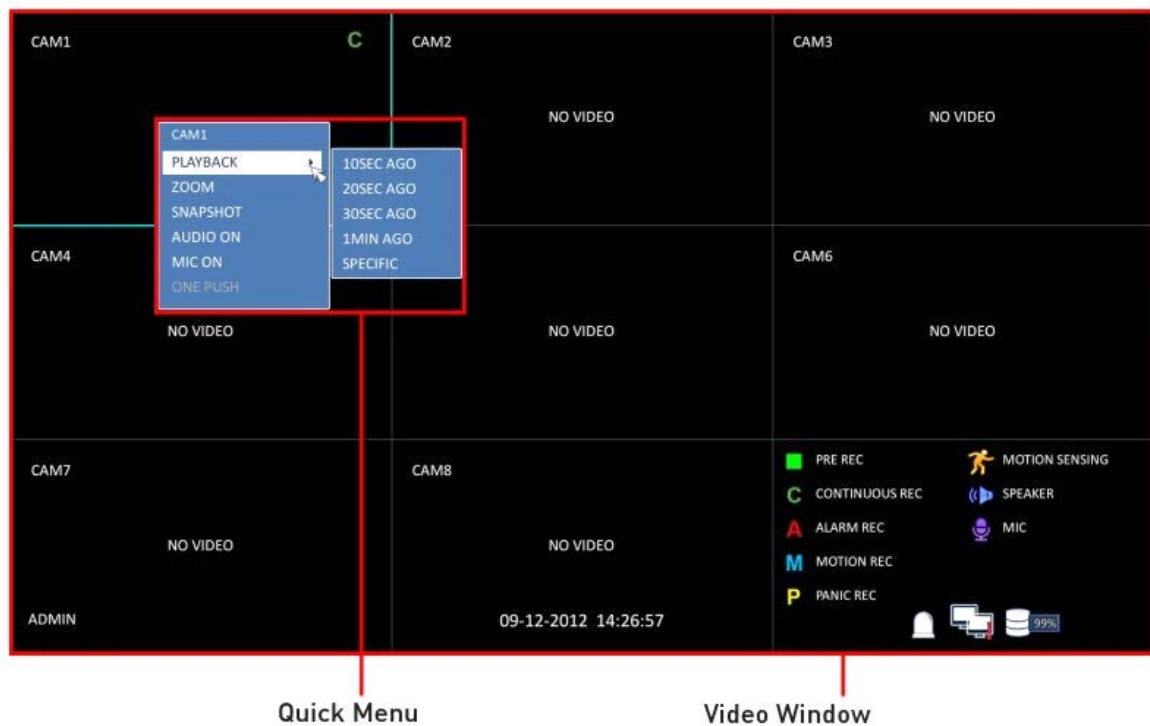 CAM1
C
CAM2
CAM3
NO VIDEO
NO VIDEO
CAM1
PLAYBACK
ZOOM
SNAPSHOT
AUDIO ON
MIC ON
ONE PUSH
10SEC AGO
20SEC AGO
30SEC AGO
1MIN AGO
SPECIFIC
CAM4
CAM6
NO VIDEO
NO VIDEO
NO VIDEO
CAM7
CAM8
NO VIDEO
NO VIDEO
PRE REC
C CONTINUOUS REC
A ALARM REC
M MOTION REC
P PANIC REC
MOTION SENSING
SPEAKER
MIC
ADMIN
09-12-2012 14:26:57
99%
Quick Menu
Video Window